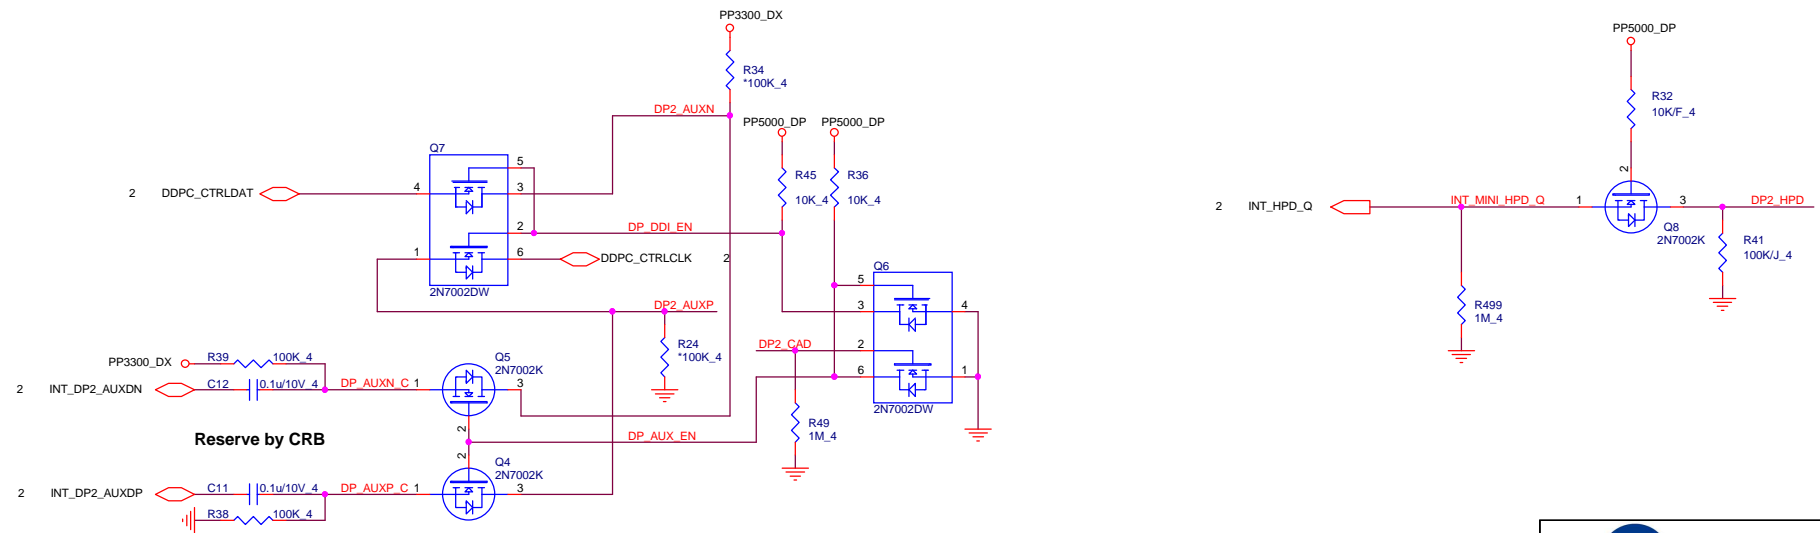 PP3300_DX
R34
*100K_4
DP2_AUXN
PP5000_DP PP5000_DP
Q7
5
4 3
2 DDPC_CTRLDAT
R45 R36
10K_4 10K_4
2 DP_DDI_EN
1 6 DDPC_CTRLCLK 2
2N7002DW
Q6
5
3 4
DP2_AUXP
R24
*100K_4
DP2_CAD 2
6 1
2N7002DW
R49
1M_4
PP3300_DX R39 100K_4
Q5
2N7002K
2 INT_DP2_AUXDN C12 0.1u/10V_4 DP_AUXN_C 1 3
2
Reserve by CRB
DP_AUX_EN
2
Q4
2N7002K
2 INT_DP2_AUXDP C11 0.1u/10V_4 DP_AUXP_C 1 3
R38 100K_4
PP5000_DP
R32
10K/F_4
2
2 INT_HPD_Q INT_MINI_HPD_Q 1 3 DP2_HPD
Q8
2N7002K
R41
100K/J_4
R499
1M_4